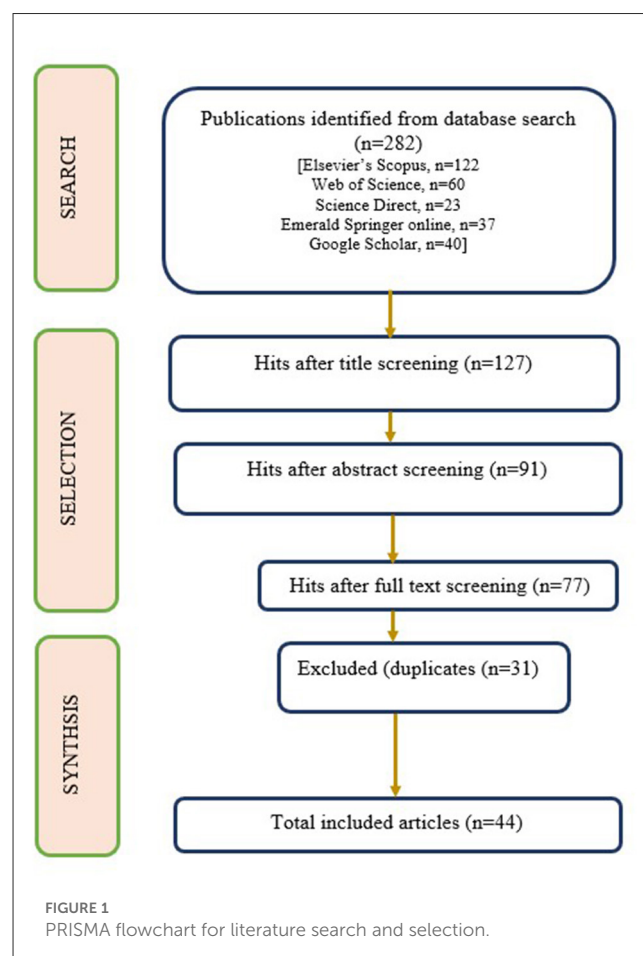 SEARCH
Publications identified from database search
(n=282)
[Elsevier’s Scopus, n=122
Web of Science, n=60
Science Direct, n=23
Emerald Springer online, n=37
Google Scholar, n=40]
SELECTION
Hits after title screening (n=127)
Hits after abstract screening (n=91)
Hits after full text screening (n=77)
SYNTHSIS
Excluded (duplicates (n=31)
Total included articles (n=44)
FIGURE 1
PRISMA flowchart for literature search and selection.